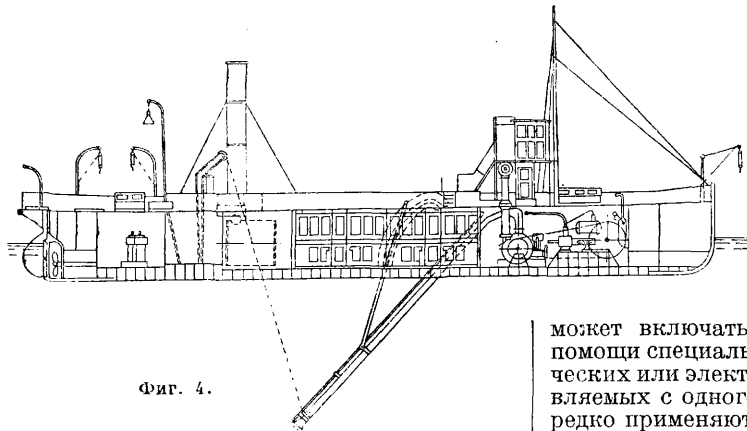 Фиг. 4.
может включать
помощи специаль
ческих или элект
вляемых с одног
редко применяют